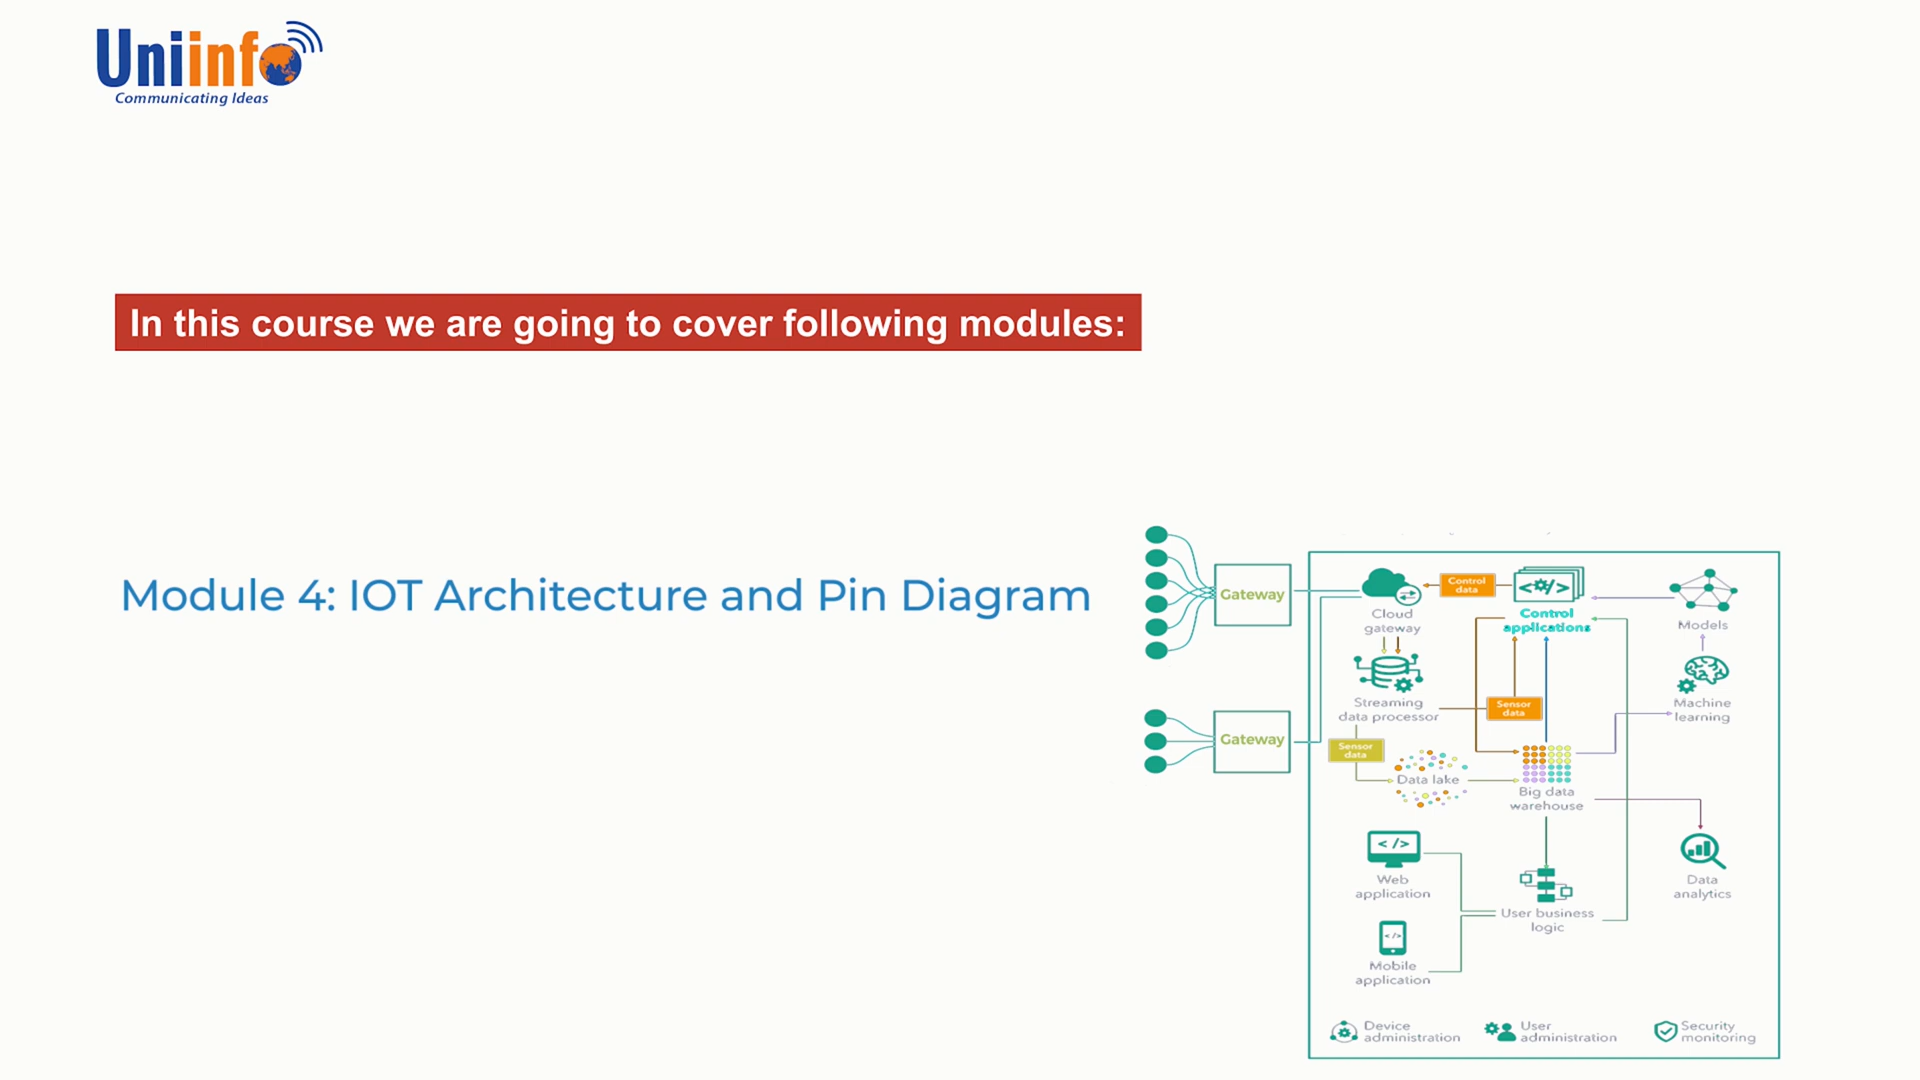 Uniinfo
Communicating Ideas
In this course we are going to cover following modules:
Module 4: IOT Architecture and Pin Diagram
Gateway
Gateway
Cloud
gateway
Control
data
</>
Control
applications
Models
Streaming
data processor
Sensor
data
Machine
learning
Sensor
data
Data lake
Big data
warehouse
</>
Web
application
User business
logic
Data
analytics
</>
Mobile
application
Device
administration
User
administration
Security
monitoring